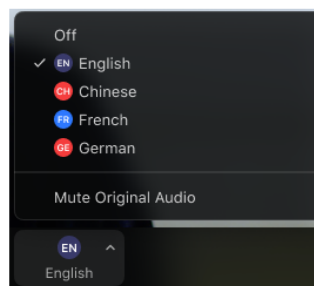 Off
EN English
CH Chinese
FR French
GE German
Mute Original Audio
EN
English